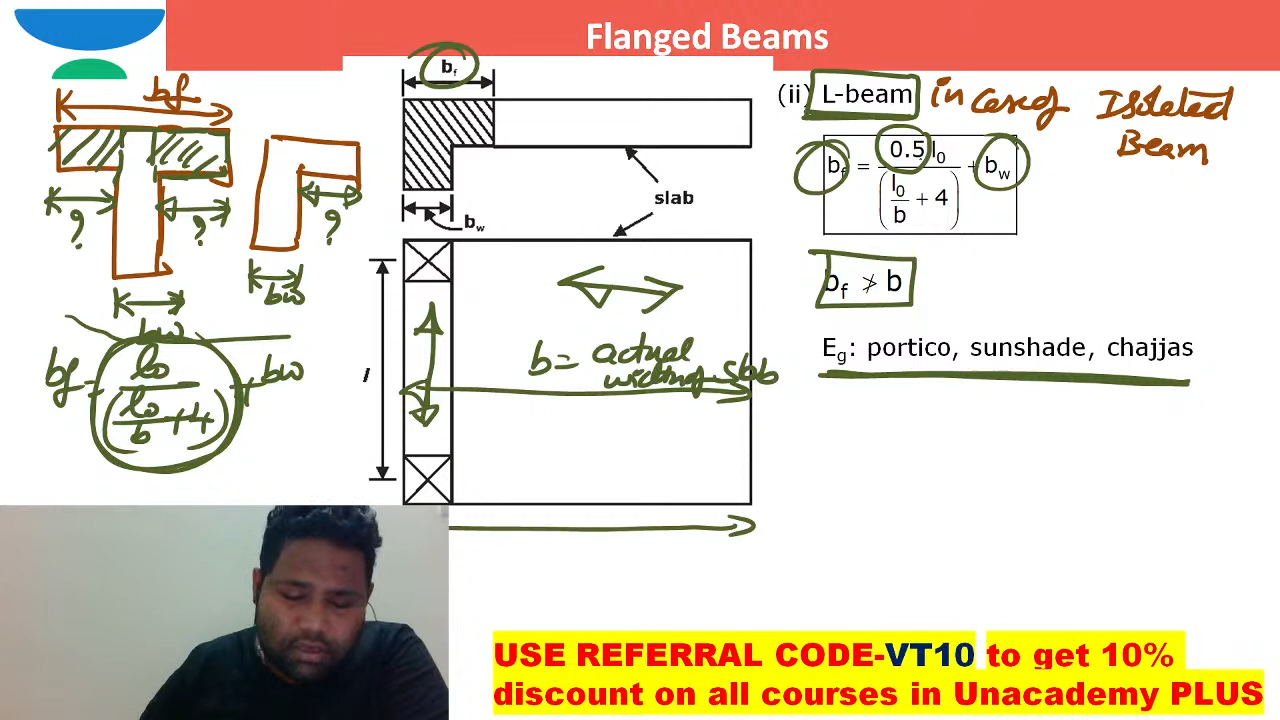 Flanged Beams
bf
?
?
bw
?
bw
bf = l0 / (l0/b + 4) + bw
bf
slab
bw
l
b = actual
width of slab
(ii) L-beam in case of Isolated
Beam
bf = 0.5 l0 / (l0/b + 4) + bw
bf ≯ b
Eg: portico, sunshade, chajjas
USE REFERRAL CODE-VT10 to get 10%
discount on all courses in Unacademy PLUS